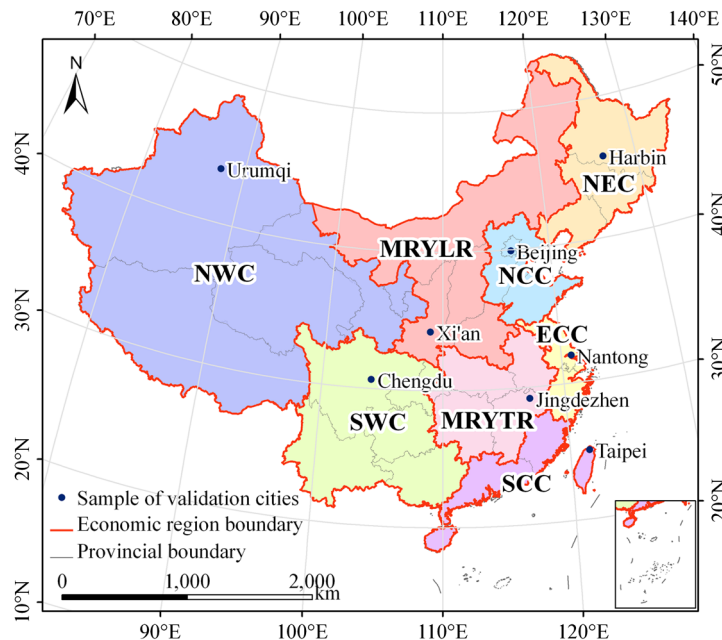 70°E 80°E 90°E 100°E 110°E 120°E 130°E 140°E
N
50°N
40°N
Urumqi
Harbin
NEC
40°N
MRYLR
Beijing
NWC
NCC
30°N
Xi'an
ECC
Nantong
30°N
Chengdu
Jingdezhen
SWC
MRYTR
Taipei
20°N
SCC
Sample of validation cities
20°N
Economic region boundary
Provincial boundary
0 1,000 2,000
km
10°N
90°E 100°E 110°E 120°E